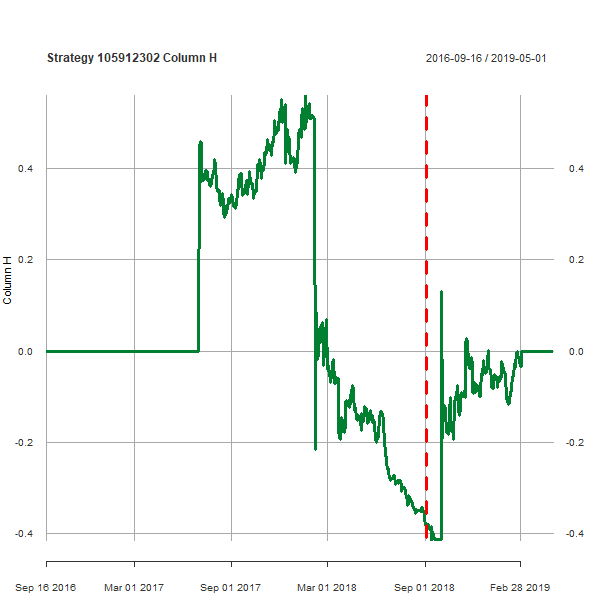 Strategy 105912302 Column H
2016-09-16 / 2019-05-01
Column H
0.4
0.4
0.2
0.2
0.0
0.0
-0.2
-0.2
-0.4
-0.4
Sep 16 2016
Mar 01 2017
Sep 01 2017
Mar 01 2018
Sep 01 2018
Feb 28 2019